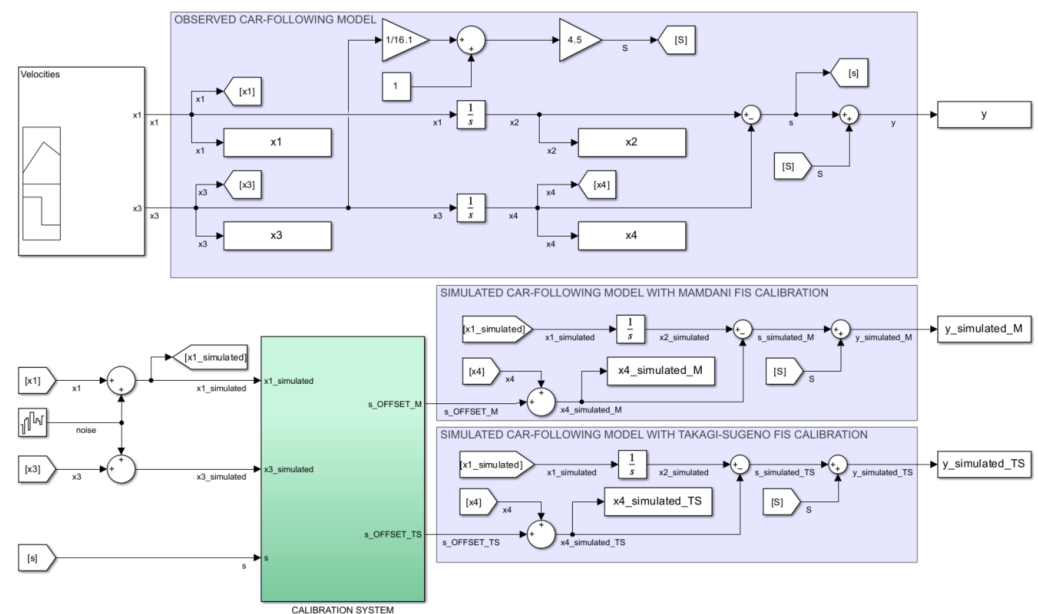 OBSERVED CAR-FOLLOWING MODEL
1/16.1
+
+
4.5
S
[S]
1
Velocities
x1
x1
x1
[x1]
x1
x1
x1
1
s
x2
x2
x2
+
−
s
[s]
+
+
y
y
[S]
S
x3
x3
x3
[x3]
x3
x3
x3
1
s
x4
x4
[x4]
x4
x4
SIMULATED CAR-FOLLOWING MODEL WITH MAMDANI FIS CALIBRATION
[x1_simulated]
x1_simulated
1
s
x2_simulated
+
−
s_simulated_M
+
+
y_simulated_M
y_simulated_M
[x4]
x4
+
+
x4_simulated_M
x4_simulated_M
[S]
S
SIMULATED CAR-FOLLOWING MODEL WITH TAKAGI-SUGENO FIS CALIBRATION
[x1_simulated]
x1_simulated
1
s
x2_simulated
+
−
s_simulated_TS
+
+
y_simulated_TS
y_simulated_TS
[x4]
x4
+
+
x4_simulated_TS
x4_simulated_TS
[S]
S
[x1_simulated]
[x1]
x1
+
+
x1_simulated
x1_simulated
noise
[x3]
x3
+
+
x3_simulated
x3_simulated
[s]
s
s
s_OFFSET_M
s_OFFSET_M
s_OFFSET_TS
s_OFFSET_TS
CALIBRATION SYSTEM